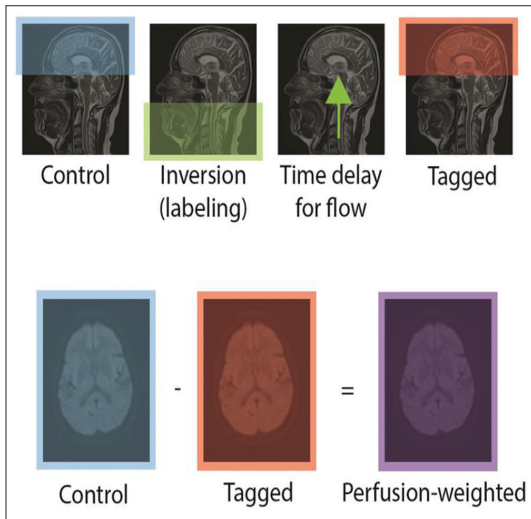 Control
Inversion
(labeling)
Time delay
for flow
Tagged
- =
Control
Tagged
Perfusion-weighted